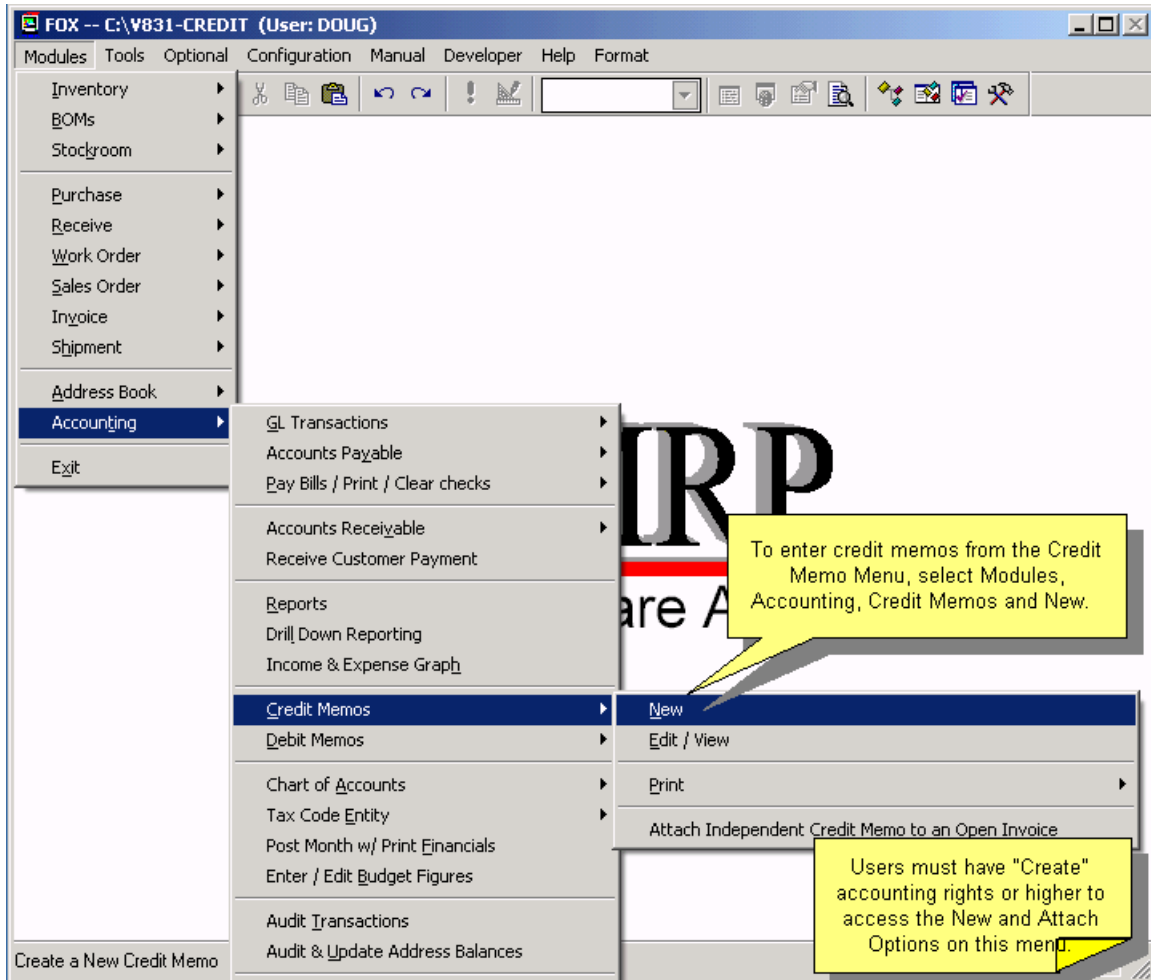 FOX -- C:\V831-CREDIT (User: DOUG)
Modules Tools Optional Configuration Manual Developer Help Format
Inventory
BOMs
Stockroom
Purchase
Receive
Work Order
Sales Order
Invoice
Shipment
Address Book
Accounting
Exit
GL Transactions
Accounts Payable
Pay Bills / Print / Clear checks
Accounts Receivable
Receive Customer Payment
Reports
Drill Down Reporting
Income & Expense Graph
Credit Memos
Debit Memos
Chart of Accounts
Tax Code Entity
Post Month w/ Print Financials
Enter / Edit Budget Figures
Audit Transactions
Audit & Update Address Balances
New
Edit / View
Print
Attach Independent Credit Memo to an Open Invoice
To enter credit memos from the Credit
Memo Menu, select Modules,
Accounting, Credit Memos and New.
Users must have "Create"
accounting rights or higher to
access the New and Attach
Options on this menu.
Create a New Credit Memo